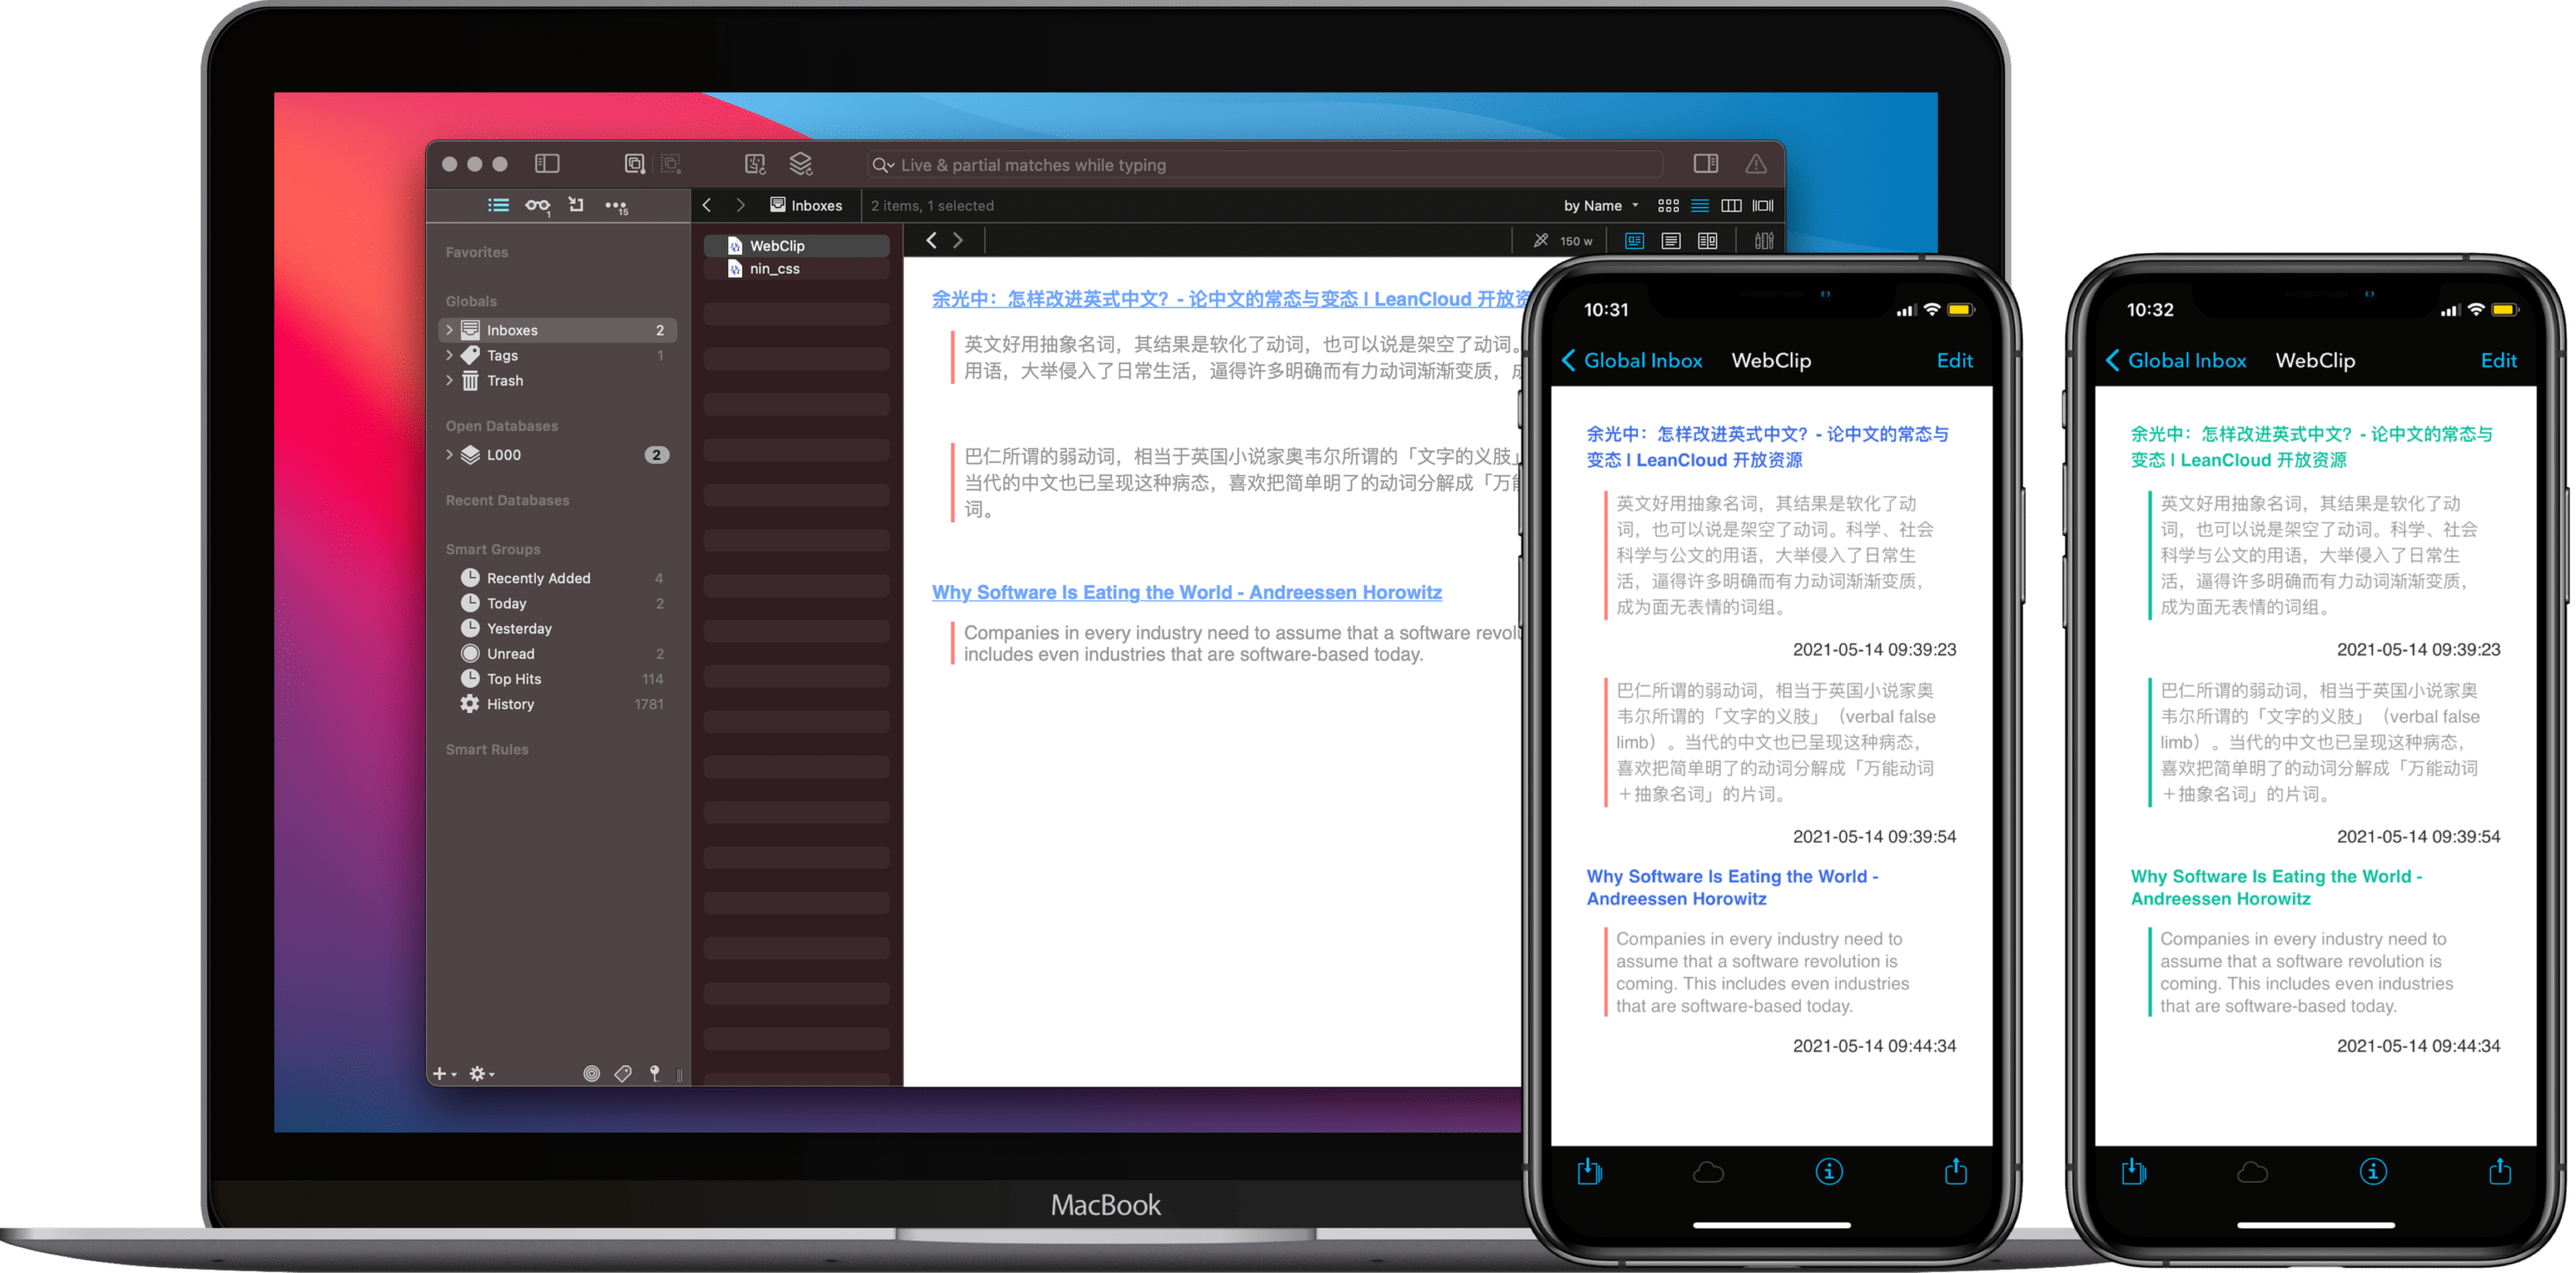 Live & partial matches while typing
1
15
Inboxes
2 items, 1 selected
by Name
Favorites
Globals
Inboxes 2
Tags 1
Trash
Open Databases
L000 2
Recent Databases
Smart Groups
Recently Added 4
Today 2
Yesterday
Unread 2
Top Hits 114
History 1781
Smart Rules
WebClip
nin_css
150 w
余光中：怎样改进英式中文？- 论中文的常态与变态 | LeanCloud 开放资
英文好用抽象名词，其结果是软化了动词，也可以说是架空了动词。
用语，大举侵入了日常生活，逼得许多明确而有力动词渐渐变质，成
巴仁所谓的弱动词，相当于英国小说家奥韦尔所谓的「文字的义肢」
当代的中文也已呈现这种病态，喜欢把简单明了的动词分解成「万能
词。
Why Software Is Eating the World - Andreessen Horowitz
Companies in every industry need to assume that a software revolu
includes even industries that are software-based today.
MacBook
10:31
Global Inbox WebClip Edit
余光中：怎样改进英式中文？- 论中文的常态与
变态 | LeanCloud 开放资源
英文好用抽象名词，其结果是软化了动
词，也可以说是架空了动词。科学、社会
科学与公文的用语，大举侵入了日常生
活，逼得许多明确而有力动词渐渐变质，
成为面无表情的词组。
2021-05-14 09:39:23
巴仁所谓的弱动词，相当于英国小说家奥
韦尔所谓的「文字的义肢」（verbal false
limb）。当代的中文也已呈现这种病态，
喜欢把简单明了的动词分解成「万能动词
＋抽象名词」的片词。
2021-05-14 09:39:54
Why Software Is Eating the World -
Andreessen Horowitz
Companies in every industry need to
assume that a software revolution is
coming. This includes even industries
that are software-based today.
2021-05-14 09:44:34
10:32
Global Inbox WebClip Edit
余光中：怎样改进英式中文？- 论中文的常态与
变态 | LeanCloud 开放资源
英文好用抽象名词，其结果是软化了动
词，也可以说是架空了动词。科学、社会
科学与公文的用语，大举侵入了日常生
活，逼得许多明确而有力动词渐渐变质，
成为面无表情的词组。
2021-05-14 09:39:23
巴仁所谓的弱动词，相当于英国小说家奥
韦尔所谓的「文字的义肢」（verbal false
limb）。当代的中文也已呈现这种病态，
喜欢把简单明了的动词分解成「万能动词
＋抽象名词」的片词。
2021-05-14 09:39:54
Why Software Is Eating the World -
Andreessen Horowitz
Companies in every industry need to
assume that a software revolution is
coming. This includes even industries
that are software-based today.
2021-05-14 09:44:34